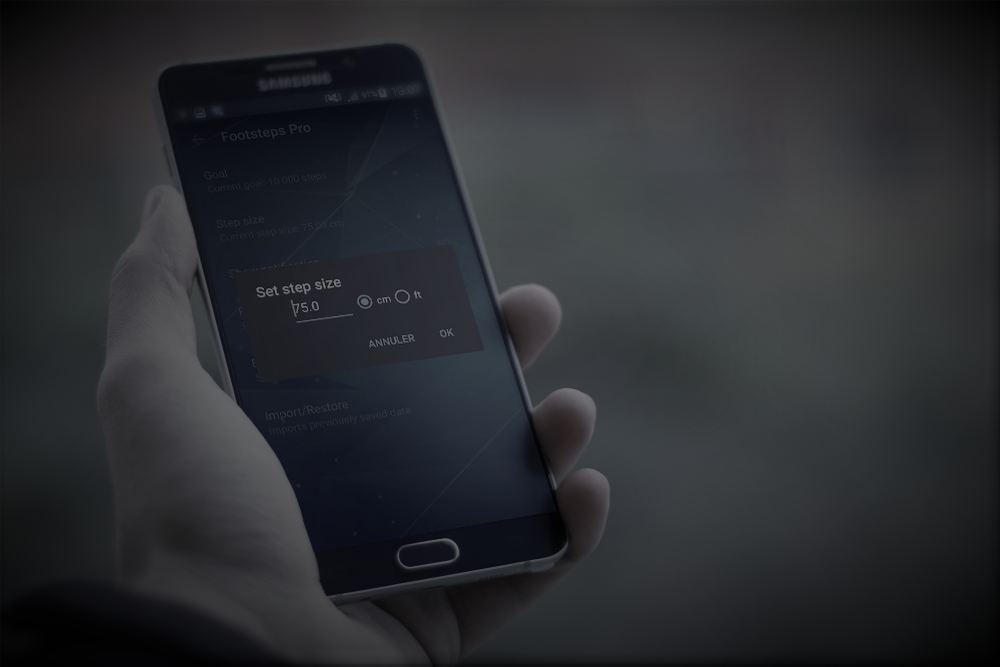 SAMSUNG
Footsteps Pro
Goal
Current goal: 10,000 steps
Step size
Current step size: 75.00 cm
Set step size
75.0 cm ft
ANNULER OK
Import/Restore
Imports previously saved data